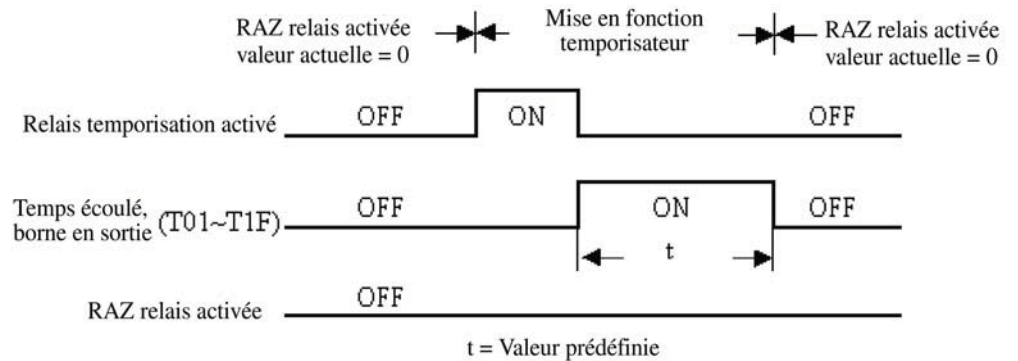 RAZ relais activée
valeur actuelle = 0
Mise en fonction
temporisateur
RAZ relais activée
valeur actuelle = 0
Relais temporisation activé
OFF
ON
OFF
Temps écoulé,
borne en sortie (T01~T1F)
OFF
ON
OFF
t
RAZ relais activée
OFF
t = Valeur prédéfinie